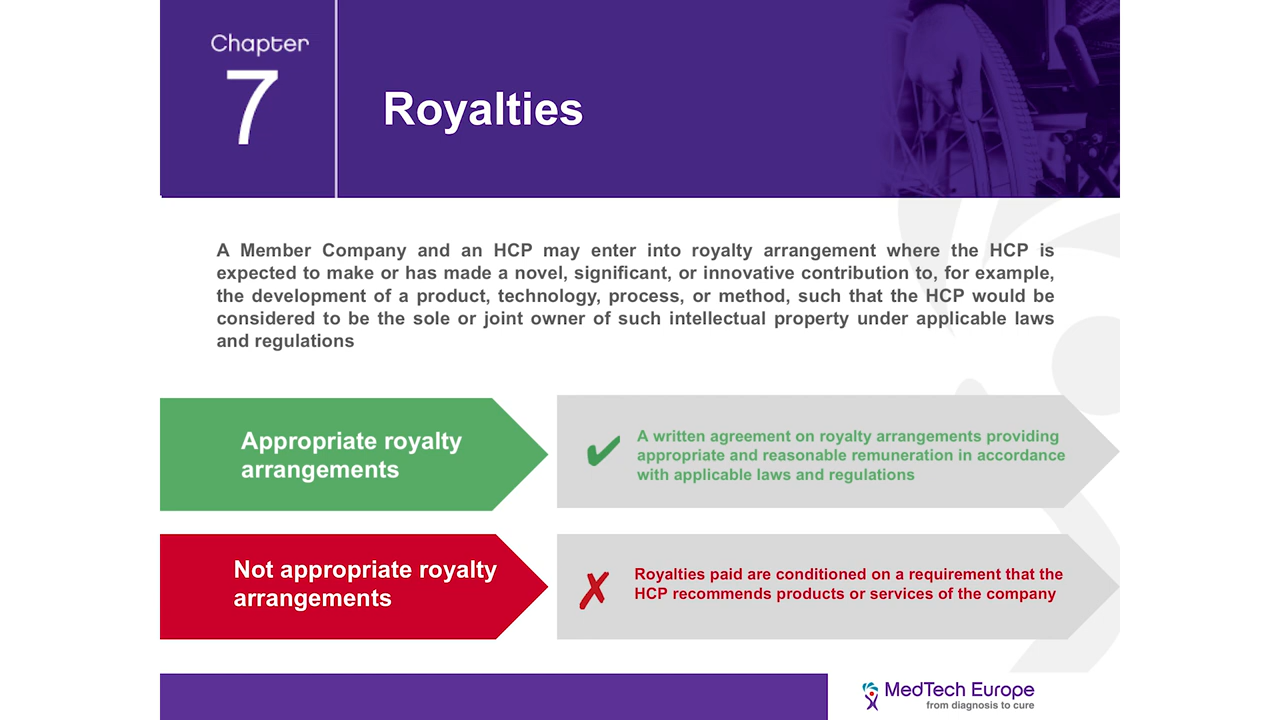 Chapter
7
Royalties
A Member Company and an HCP may enter into royalty arrangement where the HCP is
expected to make or has made a novel, significant, or innovative contribution to, for example,
the development of a product, technology, process, or method, such that the HCP would be
considered to be the sole or joint owner of such intellectual property under applicable laws
and regulations
Appropriate royalty
arrangements
✔
A written agreement on royalty arrangements providing
appropriate and reasonable remuneration in accordance
with applicable laws and regulations
Not appropriate royalty
arrangements
✗
Royalties paid are conditioned on a requirement that the
HCP recommends products or services of the company
MedTech Europe
from diagnosis to cure